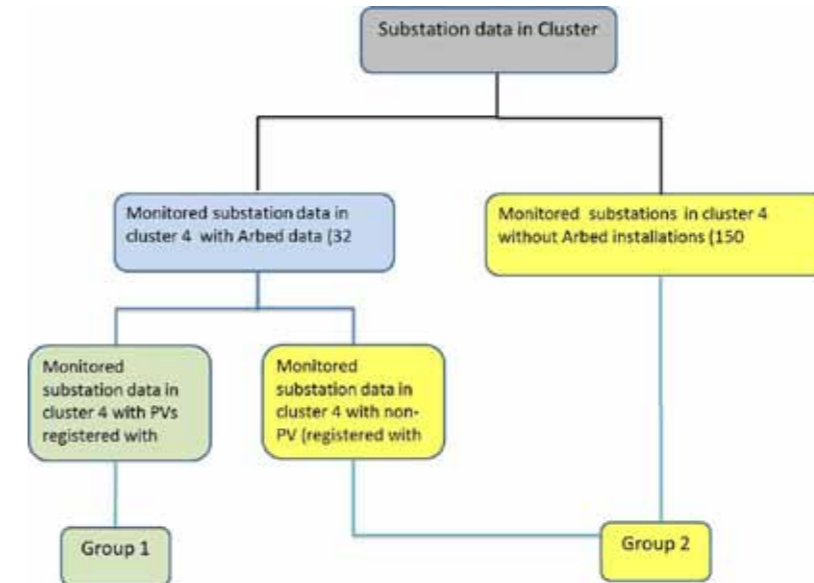 Substation data in Cluster
Monitored substation data in
cluster 4 with Arbed data (32
Monitored substations in cluster 4
without Arbed installations (150
Monitored
substation data in
cluster 4 with PVs
registered with
Monitored
substation data in
cluster 4 with non-
PV (registered with
Group 1
Group 2